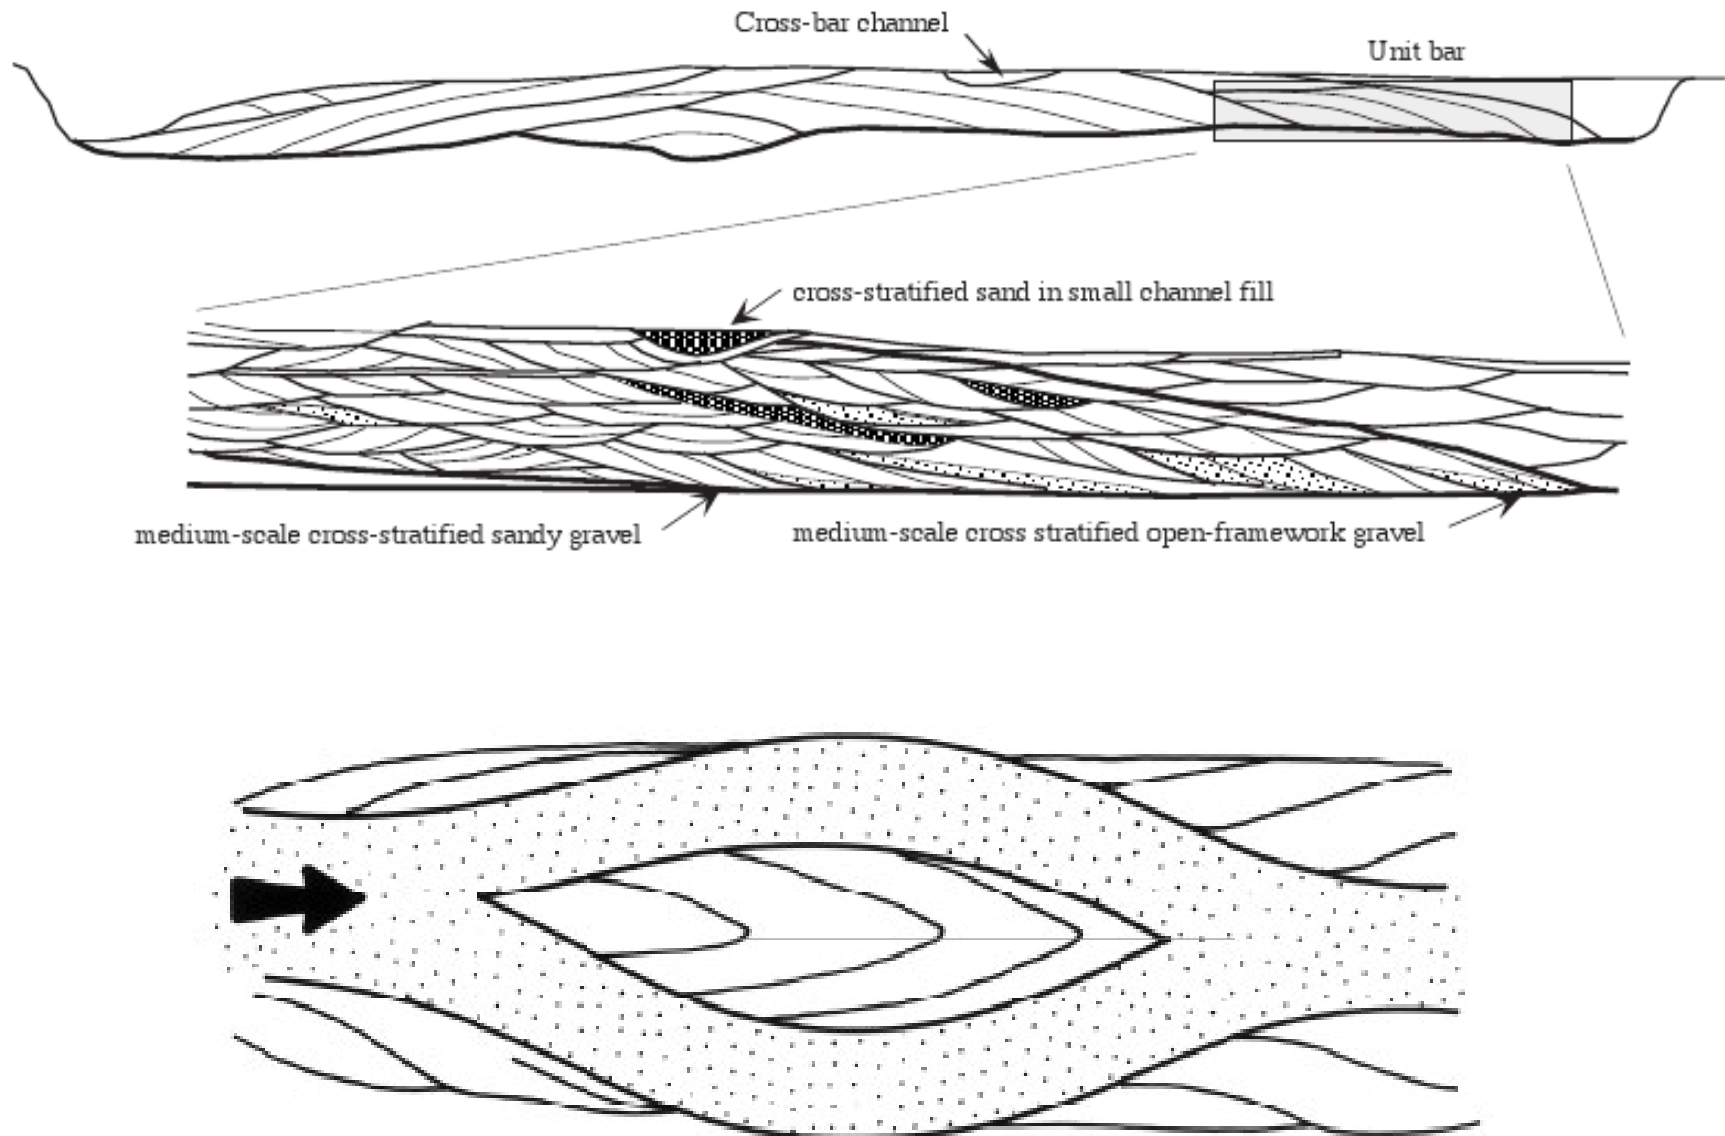 Cross-bar channel
Unit bar
cross-stratified sand in small channel fill
medium-scale cross-stratified sandy gravel
medium-scale cross stratified open-framework gravel